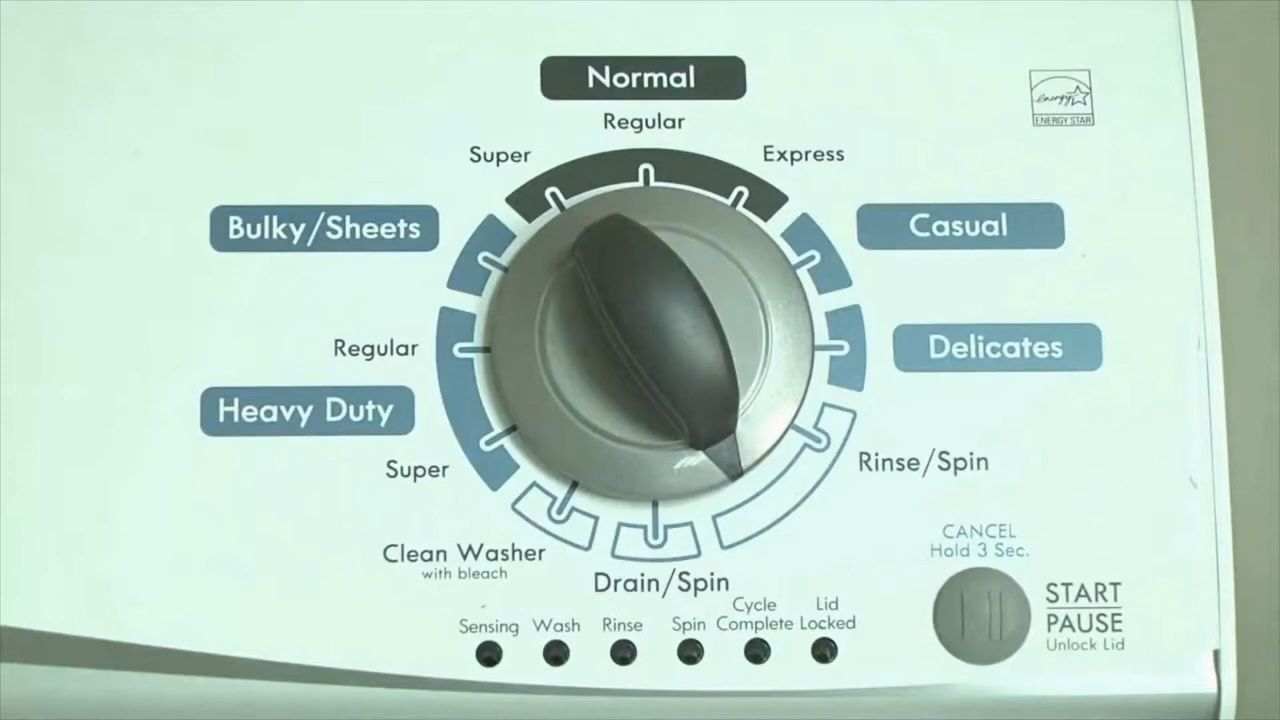 Normal
Regular
Super
Express
energy
ENERGY STAR
Bulky/Sheets
Casual
Regular
Delicates
Heavy Duty
Super
Rinse/Spin
Clean Washer
with bleach
Drain/Spin
CANCEL
Hold 3 Sec.
START
PAUSE
Unlock Lid
Sensing
Wash
Rinse
Spin
Cycle
Complete
Lid
Locked